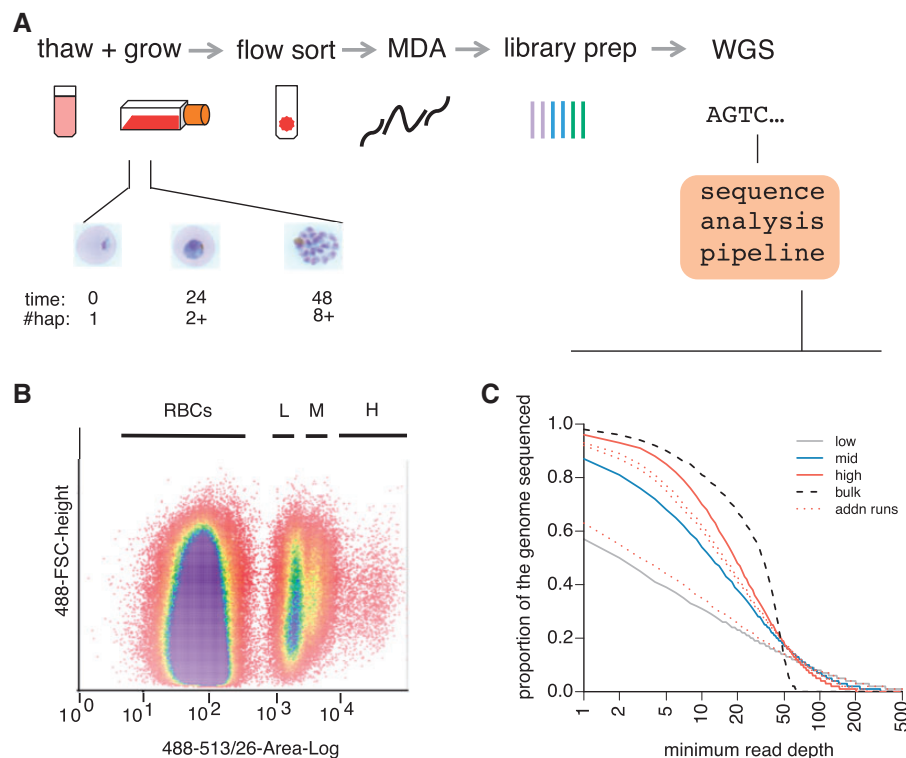 A
thaw + grow → flow sort → MDA → library prep → WGS
AGTC...
sequence
analysis
pipeline
time: 0 24 48
#hap: 1 2+ 8+
B
RBCs L M H
488-FSC-height
10^0 10^1 10^2 10^3 10^4
488-513/26-Area-Log
C
proportion of the genome sequenced
1.0
0.8
0.6
0.4
0.2
0.0
low
mid
high
bulk
addn runs
1 2 5 10 20 50 100 200 500
minimum read depth